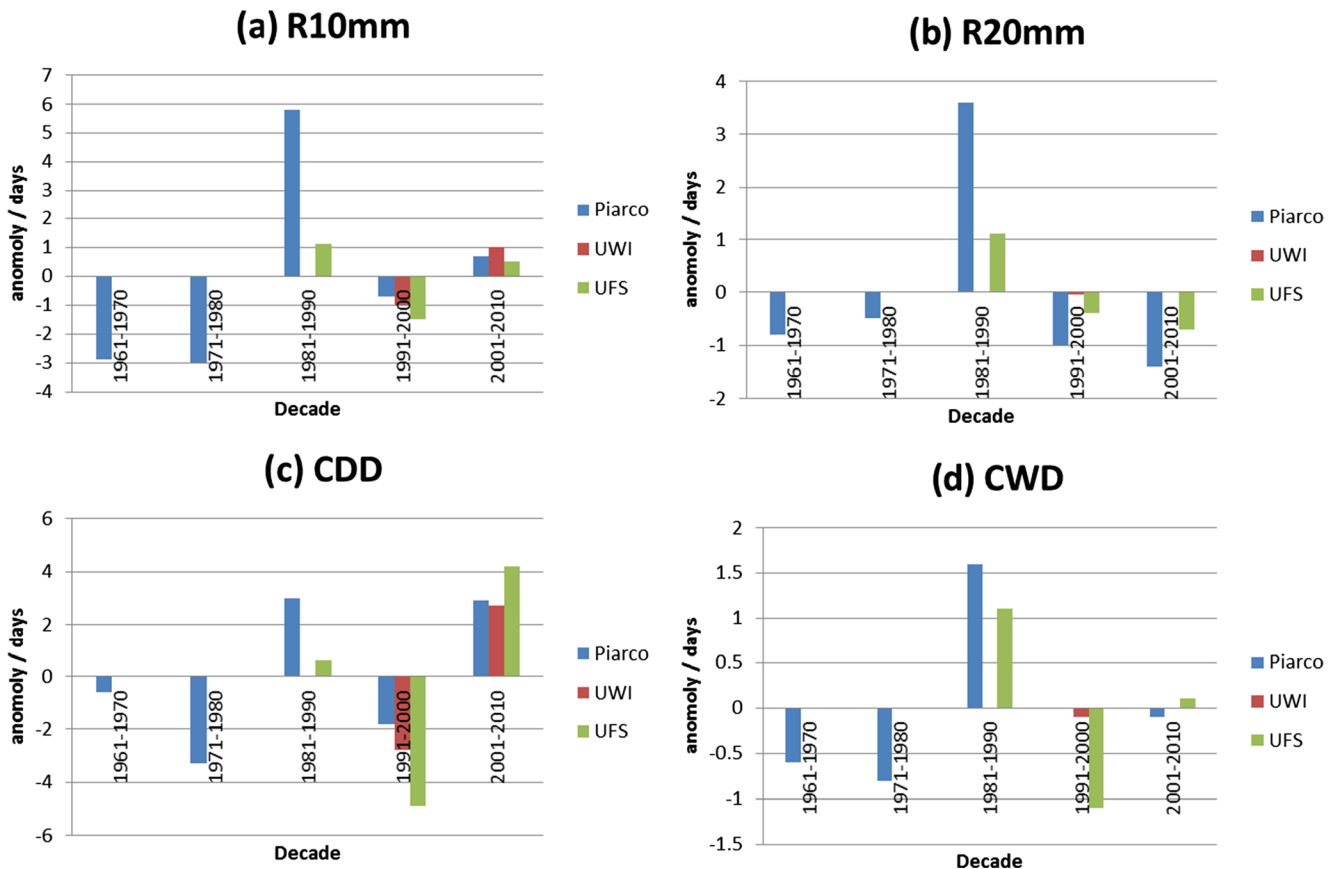 (a) R10mm
7
6
5
4
3
2
1
0
-1
-2
-3
-4
anomoly / days
1961-1970
1971-1980
1981-1990
1991-2000
2001-2010
Decade
Piarco
UWI
UFS
(b) R20mm
4
3
2
1
0
-1
-2
anomoly / days
1961-1970
1971-1980
1981-1990
1991-2000
2001-2010
Decade
Piarco
UWI
UFS
(c) CDD
6
4
2
0
-2
-4
-6
anomoly / days
1961-1970
1971-1980
1981-1990
1991-2000
2001-2010
Decade
Piarco
UWI
UFS
(d) CWD
2
1.5
1
0.5
0
-0.5
-1
-1.5
anomoly / days
1961-1970
1971-1980
1981-1990
1991-2000
2001-2010
Decade
Piarco
UWI
UFS